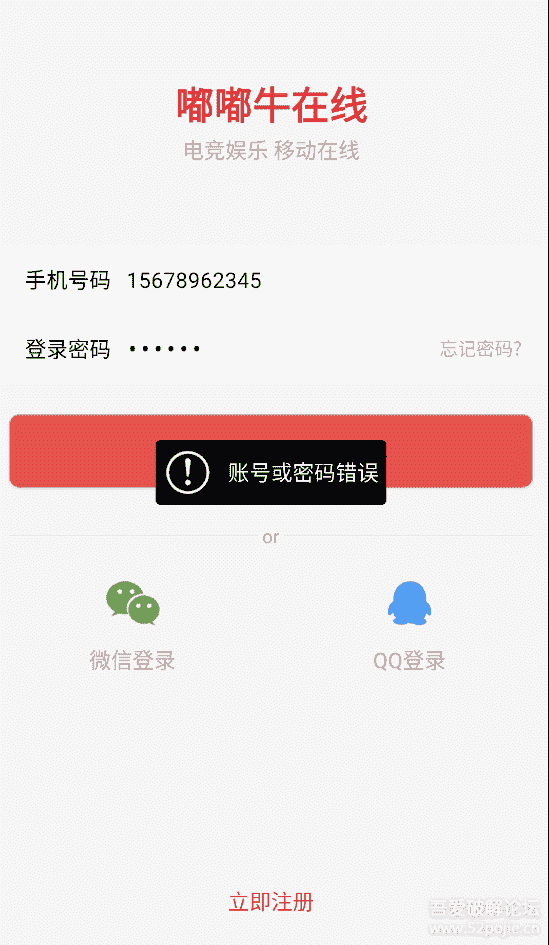 嘟嘟牛在线
电竞娱乐 移动在线
手机号码 15678962345
登录密码 ••••••
忘记密码?
账号或密码错误
or
微信登录
QQ登录
立即注册
吾爱破解论坛
www.52pojie.cn